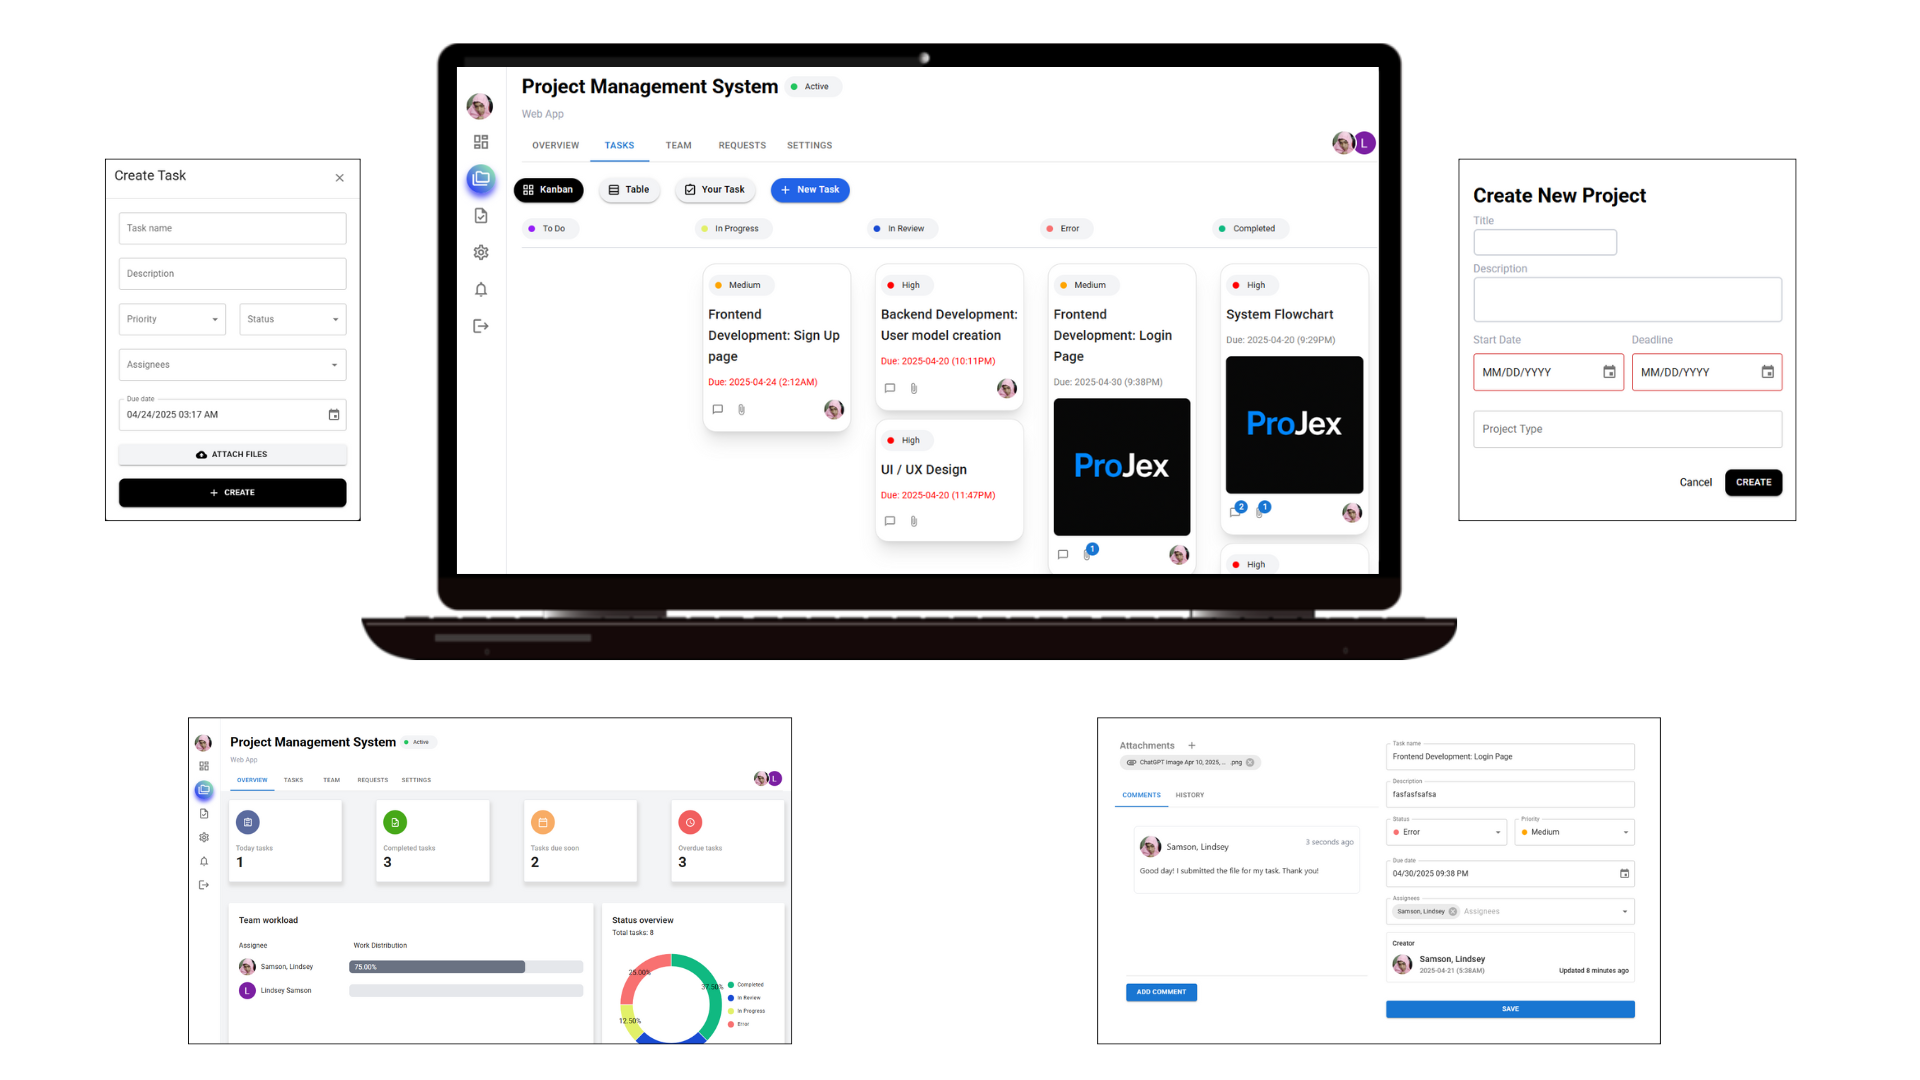 Project Management System
Active
Web App
OVERVIEW TASKS TEAM REQUESTS SETTINGS
L
Kanban Table Your Task + New Task
To Do In Progress In Review Error Completed
Medium
Frontend
Development: Sign Up
page
Due: 2025-04-24 (2:12AM)
High
Backend Development:
User model creation
Due: 2025-04-20 (10:11PM)
High
UI / UX Design
Due: 2025-04-20 (11:47PM)
Medium
Frontend
Development: Login
Page
Due: 2025-04-30 (9:38PM)
ProJex
1
High
System Flowchart
Due: 2025-04-20 (9:29PM)
ProJex
2 1
High
Create Task
Task name
Description
Priority Status
Assignees
Due date
04/24/2025 03:17 AM
ATTACH FILES
+ CREATE
Create New Project
Title
Description
Start Date Deadline
MM/DD/YYYY MM/DD/YYYY
Project Type
Cancel CREATE
Project Management System
Active
Web App
OVERVIEW TASKS TEAM REQUESTS SETTINGS
L
Today tasks
1
Completed tasks
3
Tasks due soon
2
Overdue tasks
3
Team workload
Assignee Work Distribution
Samson, Lindsey 75.00%
L Lindsey Samson
Status overview
Total tasks: 8
25.00%
37.50%
12.50%
Completed
In Review
In Progress
Error
Attachments +
ChatGPT Image Apr 10, 2025,... .png
COMMENTS HISTORY
Samson, Lindsey 3 seconds ago
Good day! I submitted the file for my task. Thank you!
ADD COMMENT
Task name
Frontend Development: Login Page
Description
fasfasfsafsa
Status Priority
Error Medium
Due date
04/30/2025 09:38 PM
Assignees
Samson, Lindsey Assignees
Creator
Samson, Lindsey
2025-04-21 (5:38AM) Updated 8 minutes ago
SAVE